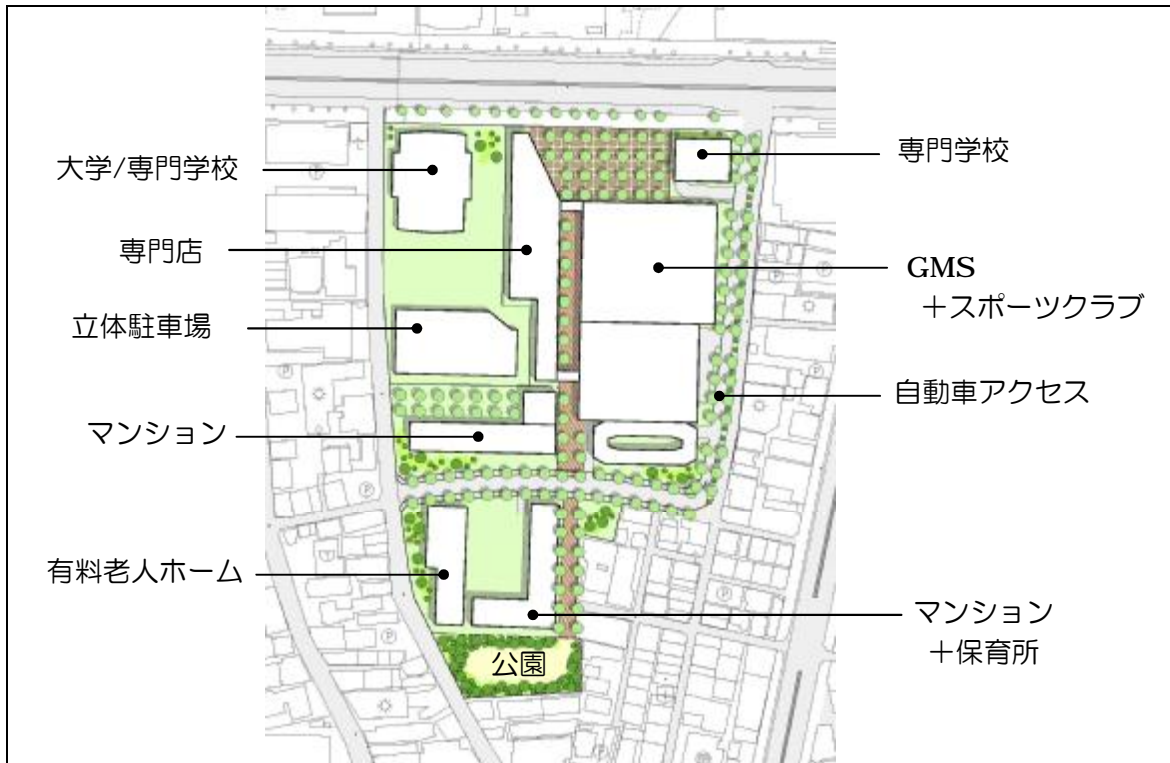 大学/専門学校
専門店
立体駐車場
マンション
有料老人ホーム
専門学校
GMS
+スポーツクラブ
自動車アクセス
マンション
+保育所
公園